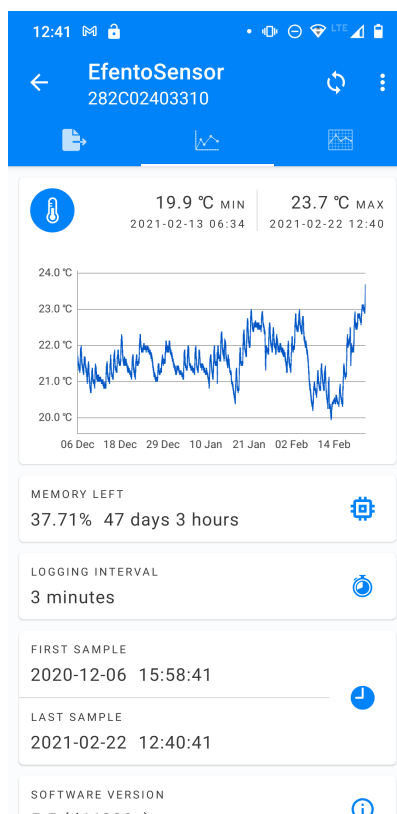 12:41 LTE
EfentoSensor
282C02403310
19.9 ℃ MIN 23.7 ℃ MAX
2021-02-13 06:34 2021-02-22 12:40
24.0 ℃
23.0 ℃
22.0 ℃
21.0 ℃
20.0 ℃
06 Dec 18 Dec 29 Dec 10 Jan 21 Jan 02 Feb 14 Feb
MEMORY LEFT
37.71% 47 days 3 hours
LOGGING INTERVAL
3 minutes
FIRST SAMPLE
2020-12-06 15:58:41
LAST SAMPLE
2021-02-22 12:40:41
SOFTWARE VERSION